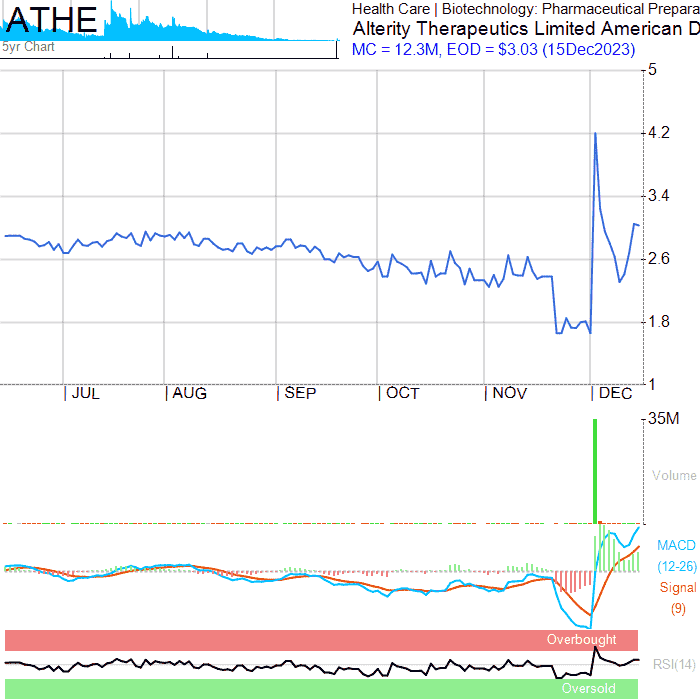 ATHE
5yr Chart
Health Care | Biotechnology: Pharmaceutical Prepara
Alterity Therapeutics Limited American D
MC = 12.3M, EOD = $3.03 (15Dec2023)
5
4.2
3.4
2.6
1.8
1
JUL AUG SEP OCT NOV DEC
35M
Volume
MACD
(12-26)
Signal
(9)
Overbought
RSI(14)
Oversold